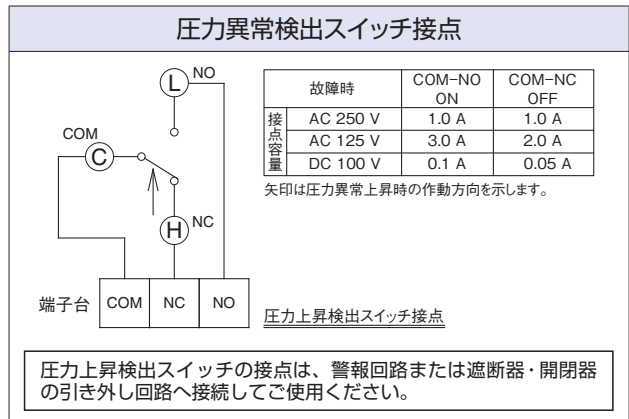 圧力異常検出スイッチ接点
L NO
COM
C
H NC
端子台 COM NC NO
圧力上昇検出スイッチ接点
故障時 COM-NO ON COM-NC OFF
接点容量 AC 250 V 1.0 A 1.0 A
AC 125 V 3.0 A 2.0 A
DC 100 V 0.1 A 0.05 A
矢印は圧力異常上昇時の作動方向を示します。
圧力上昇検出スイッチの接点は、警報回路または遮断器・開閉器
の引き外し回路へ接続してご使用ください。